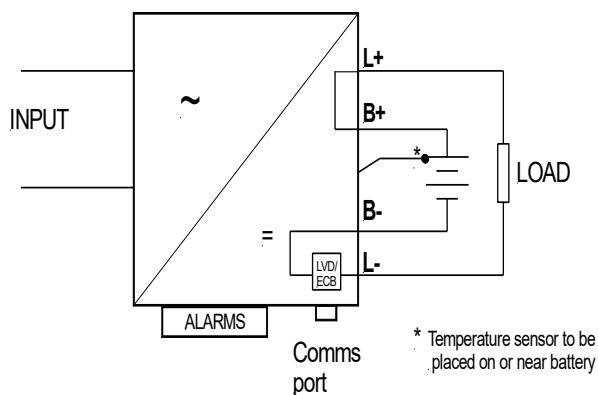 L+
INPUT
~
B+
*
LOAD
B-
=
LVD/
ECB
L-
ALARMS
Comms
port
* Temperature sensor to be
placed on or near battery